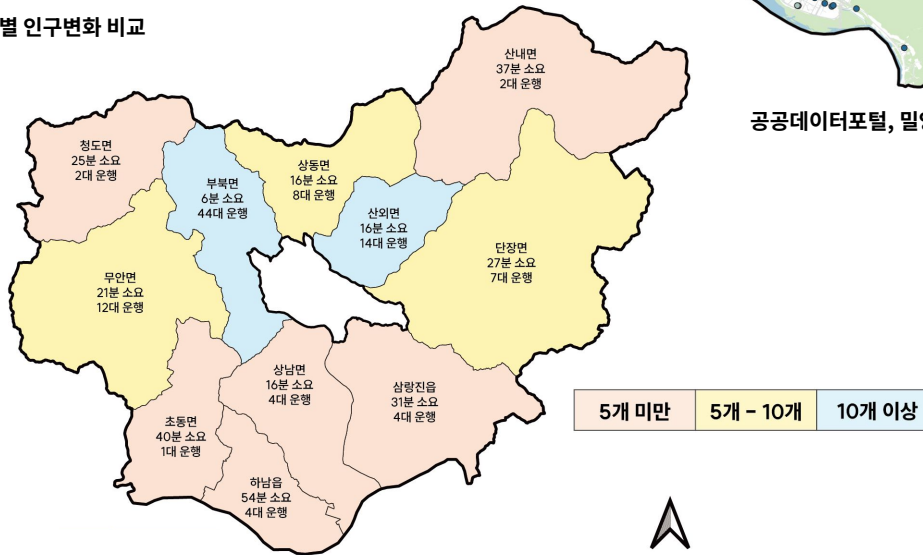 별 인구변화 비교
공공데이터포털, 밀양
산내면
37분 소요
2대 운행
청도면
25분 소요
2대 운행
부북면
6분 소요
44대 운행
상동면
16분 소요
8대 운행
산외면
16분 소요
14대 운행
단장면
27분 소요
7대 운행
무안면
21분 소요
12대 운행
상남면
16분 소요
4대 운행
삼랑진읍
31분 소요
4대 운행
초동면
40분 소요
1대 운행
하남읍
54분 소요
4대 운행
5개 미만 5개 – 10개 10개 이상